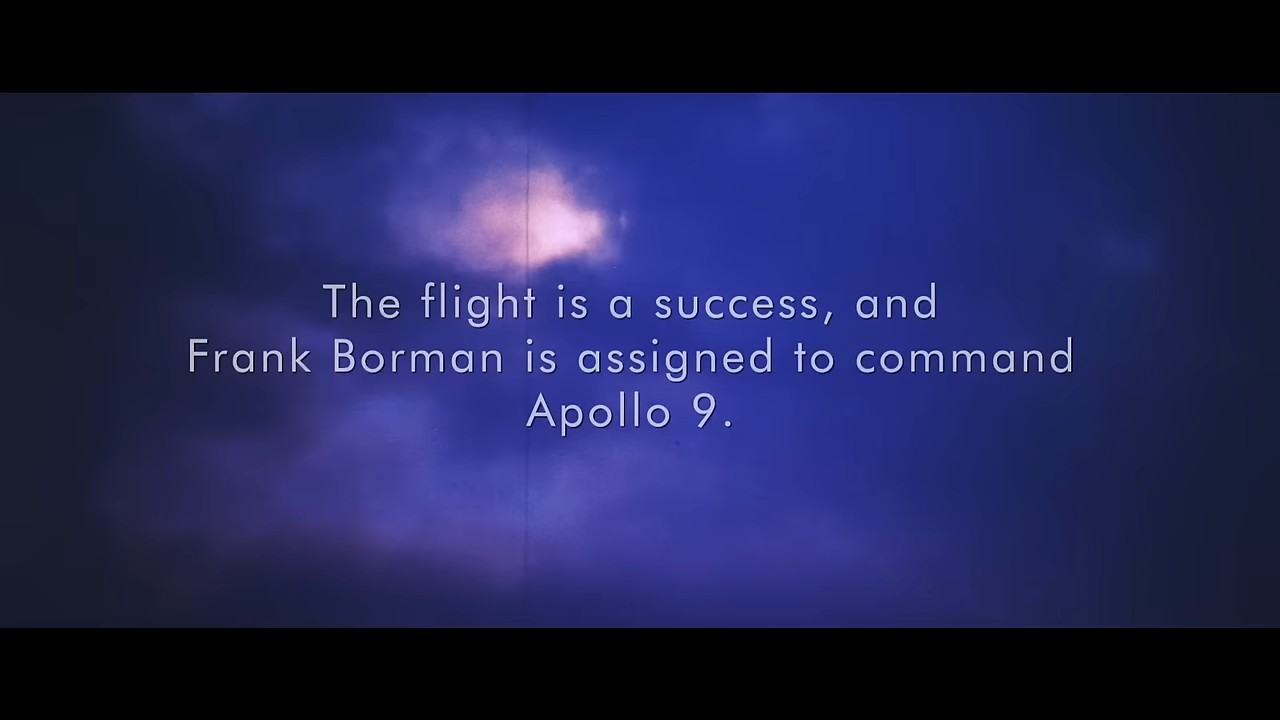 The flight is a success, and
Frank Borman is assigned to command
Apollo 9.